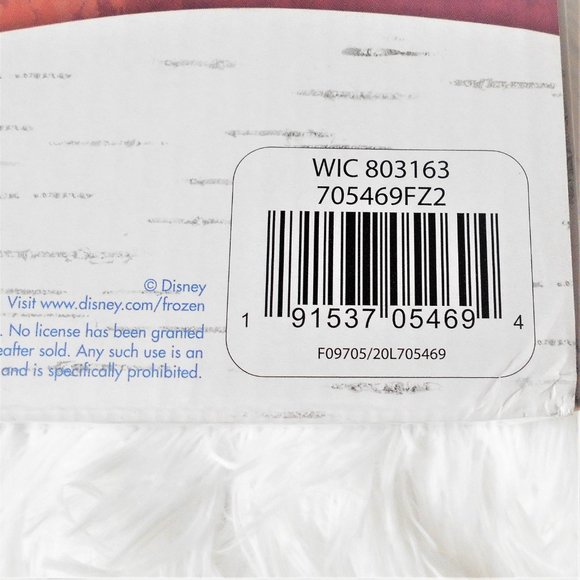 WIC 803163
705469FZ2
1 91537 05469 4
F09705/20L705469
© Disney
Visit www.disney.com/frozen
. No license has been granted
eafter sold. Any such use is an
and is specifically prohibited.